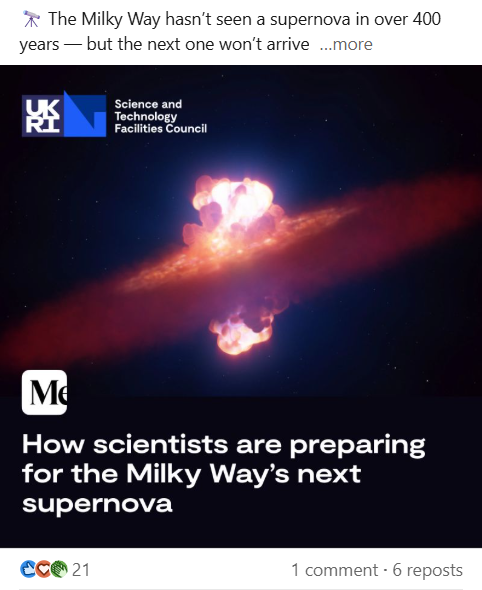 The Milky Way hasn’t seen a supernova in over 400
years — but the next one won’t arrive …more
UK
RI
Science and
Technology
Facilities Council
Me
How scientists are preparing
for the Milky Way’s next
supernova
21
1 comment · 6 reposts